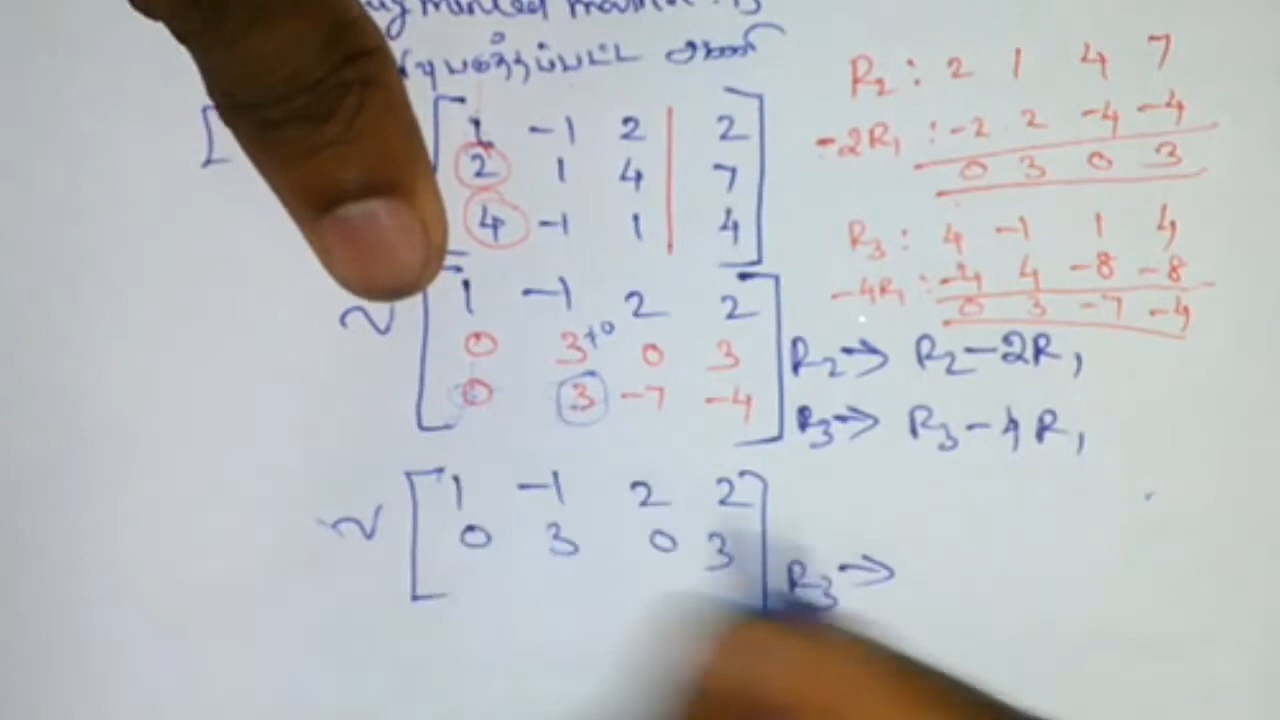 [ 1 -1 2 | 2
2 1 4 | 7
4 -1 1 | 4 ]
~ [ 1 -1 2 2
0 3+0 0 3
0 3 -7 -4 ]
R₂ → R₂-2R₁
R₃ → R₃-4R₁
~ [ 1 -1 2 2
0 3 0 3 ]
R₃ →
R₂ : 2 1 4 7
-2R₁ : -2 2 -4 -4
0 3 0 3
R₃ : 4 -1 1 4
-4R₁ : -4 4 -8 -8
0 3 -7 -4